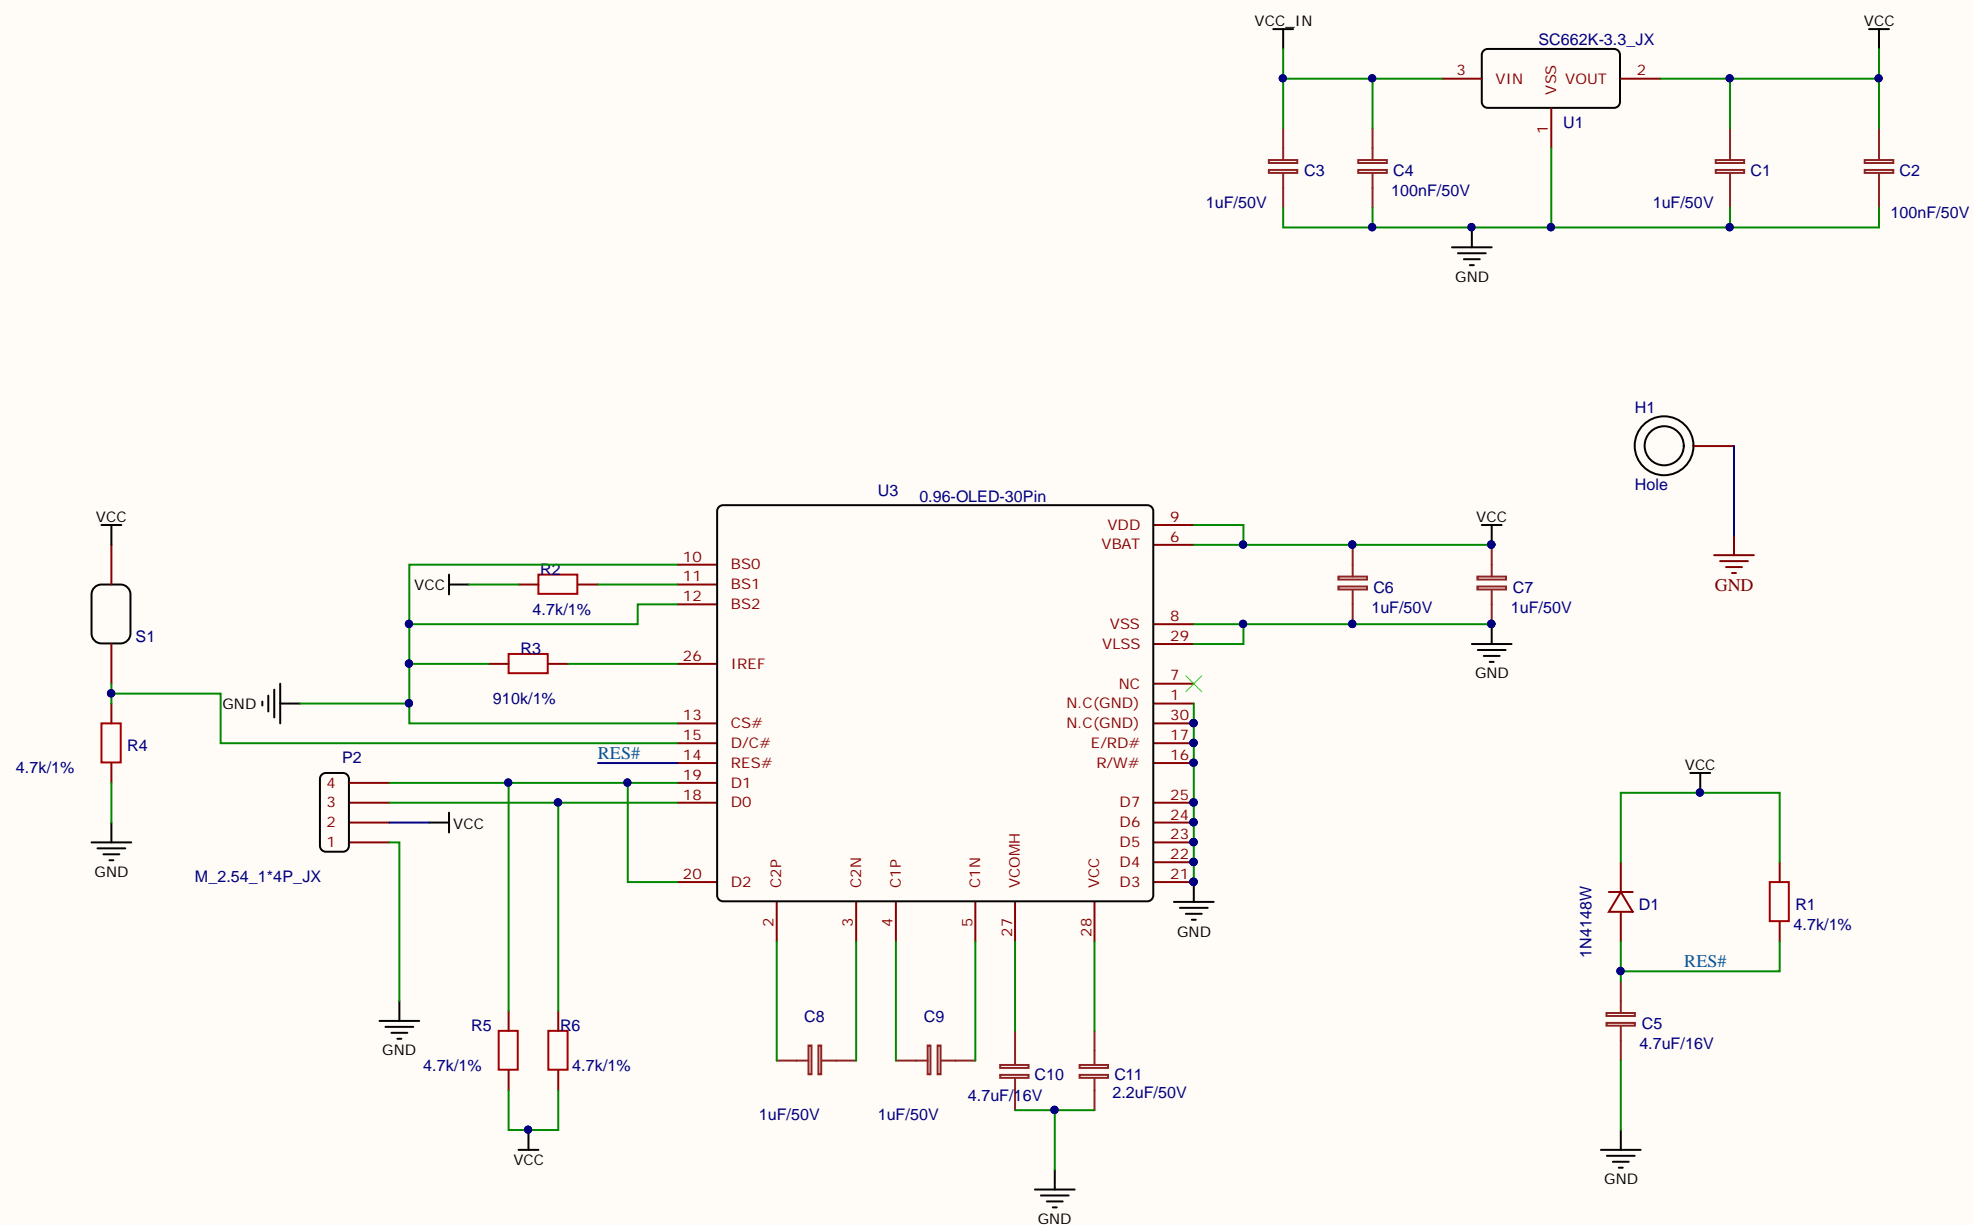 VCC_IN
VCC
SC662K-3.3_JX
3
VIN
VSS
VOUT
2
1
U1
C3
1uF/50V
C4
100nF/50V
C1
1uF/50V
C2
100nF/50V
GND
H1
Hole
GND
U3
0.96-OLED-30Pin
VCC
S1
R4
4.7k/1%
GND
VCC
R2
4.7k/1%
R3
910k/1%
GND
RES#
10
BS0
11
BS1
12
BS2
26
IREF
13
CS#
15
D/C#
14
RES#
19
D1
18
D0
20
D2
P2
4
3
2
1
VCC
M_2.54_1*4P_JX
GND
R5
4.7k/1%
R6
4.7k/1%
VCC
VDD
9
VBAT
6
VSS
8
VLSS
29
NC
7
N.C(GND)
1
N.C(GND)
30
E/RD#
17
R/W#
16
D7
25
D6
24
D5
23
D4
22
D3
21
GND
VCC
C6
1uF/50V
C7
1uF/50V
GND
C2P
C2N
C1P
C1N
VCOMH
VCC
2
3
4
5
27
28
C8
1uF/50V
C9
1uF/50V
C10
4.7uF/16V
C11
2.2uF/50V
GND
VCC
1N4148W
D1
R1
4.7k/1%
RES#
C5
4.7uF/16V
GND